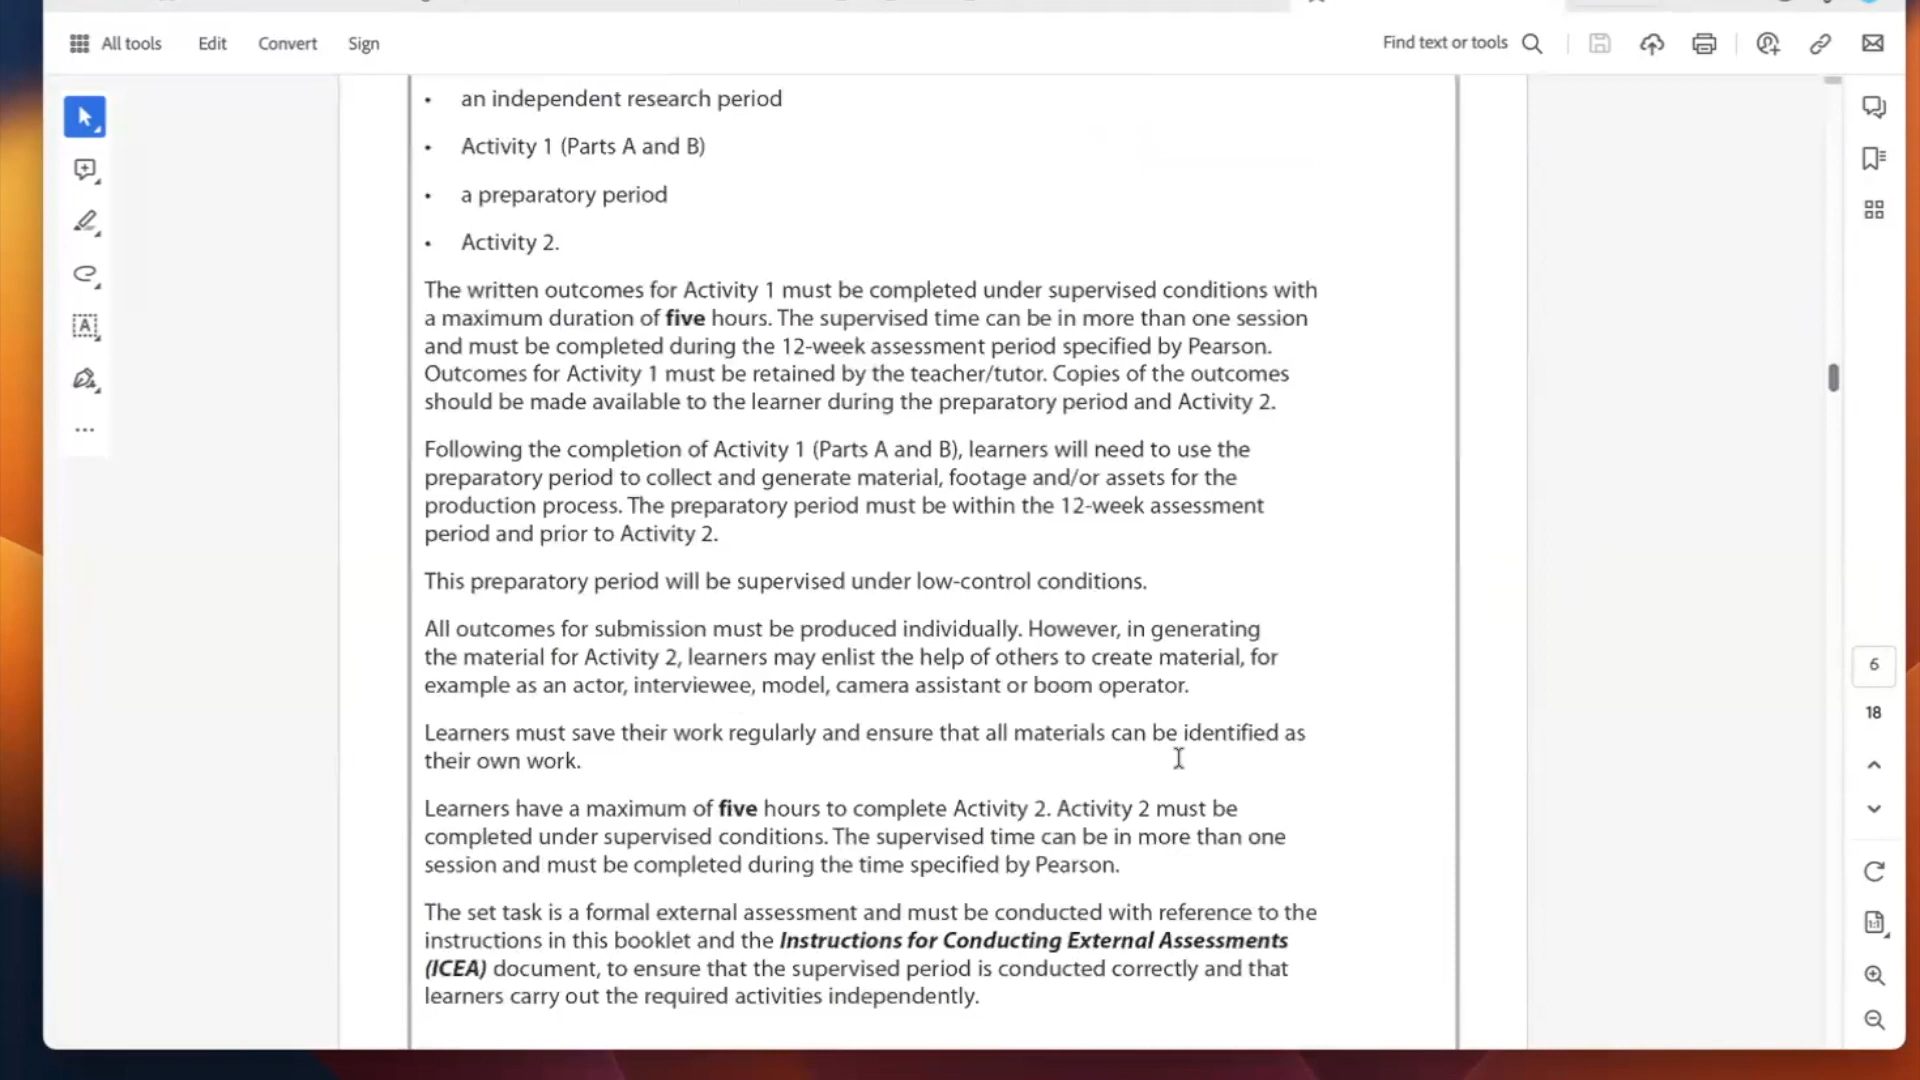 All tools Edit Convert Sign Find text or tools
• an independent research period
• Activity 1 (Parts A and B)
• a preparatory period
• Activity 2.
The written outcomes for Activity 1 must be completed under supervised conditions with
a maximum duration of five hours. The supervised time can be in more than one session
and must be completed during the 12-week assessment period specified by Pearson.
Outcomes for Activity 1 must be retained by the teacher/tutor. Copies of the outcomes
should be made available to the learner during the preparatory period and Activity 2.
Following the completion of Activity 1 (Parts A and B), learners will need to use the
preparatory period to collect and generate material, footage and/or assets for the
production process. The preparatory period must be within the 12-week assessment
period and prior to Activity 2.
This preparatory period will be supervised under low-control conditions.
All outcomes for submission must be produced individually. However, in generating
the material for Activity 2, learners may enlist the help of others to create material, for
example as an actor, interviewee, model, camera assistant or boom operator.
6
18
Learners must save their work regularly and ensure that all materials can be identified as
their own work.
Learners have a maximum of five hours to complete Activity 2. Activity 2 must be
completed under supervised conditions. The supervised time can be in more than one
session and must be completed during the time specified by Pearson.
The set task is a formal external assessment and must be conducted with reference to the
instructions in this booklet and the Instructions for Conducting External Assessments
(ICEA) document, to ensure that the supervised period is conducted correctly and that
learners carry out the required activities independently.